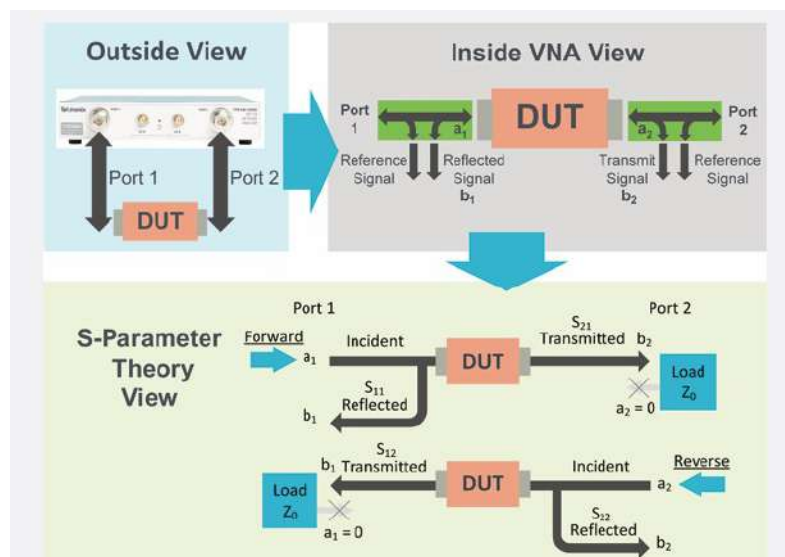 Outside View
Tektronix
Port 1
Port 2
DUT
Inside VNA View
Port
1
a₁
DUT
a₂
Port
2
Reference
Signal
Reflected
Signal
b₁
Transmit
Signal
b₂
Reference
Signal
S-Parameter
Theory
View
Port 1
Port 2
Forward
a₁
Incident
S₁₁
Reflected
b₁
DUT
S₂₁
Transmitted
b₂
Load
Z₀
a₂ = 0
Load
Z₀
a₁ = 0
b₁
S₁₂
Transmitted
DUT
Incident
a₂
Reverse
S₂₂
Reflected
b₂